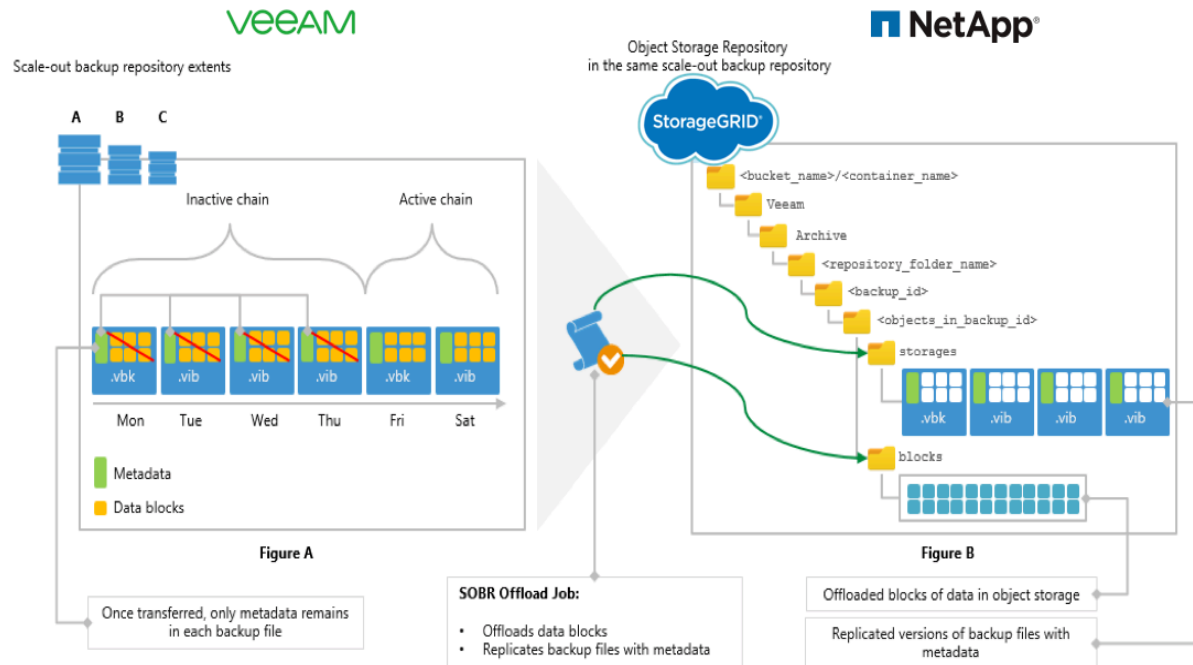 VEEAM
NetApp®
Scale-out backup repository extents
Object Storage Repository
in the same scale-out backup repository
A B C
StorageGRID®
Inactive chain
Active chain
.vbk .vib .vib .vib .vbk .vib
Mon Tue Wed Thu Fri Sat
Metadata
Data blocks
Figure A
<bucket_name>/<container_name>
Veeam
Archive
<repository_folder_name>
<backup_id>
<objects_in_backup_id>
storages
.vbk .vib .vib .vib
blocks
Figure B
Once transferred, only metadata remains
in each backup file
SOBR Offload Job:
• Offloads data blocks
• Replicates backup files with metadata
Offloaded blocks of data in object storage
Replicated versions of backup files with
metadata